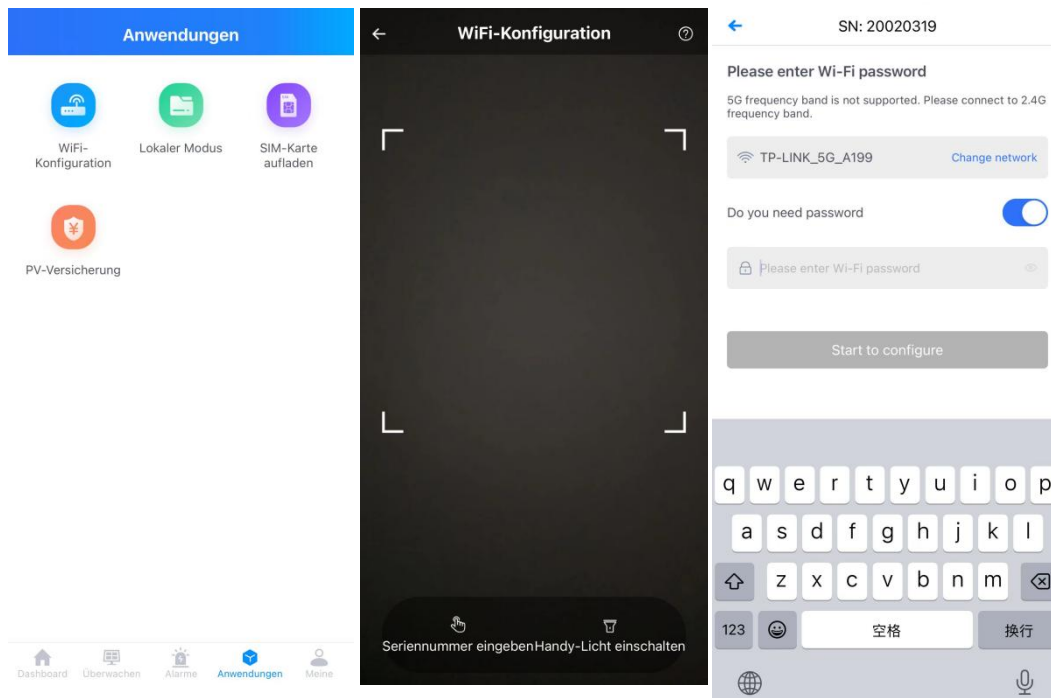 Anwendungen
WiFi-
Konfiguration
Lokaler Modus
SIM-Karte
aufladen
¥
PV-Versicherung
Dashboard Überwachen Alarme Anwendungen Meine
WiFi-Konfiguration
?
Seriennummer eingeben Handy-Licht einschalten
SN: 20020319
Please enter Wi-Fi password
5G frequency band is not supported. Please connect to 2.4G
frequency band.
TP-LINK_5G_A199 Change network
Do you need password
Please enter Wi-Fi password
Start to configure
q w e r t y u i o p
a s d f g h j k l
z x c v b n m
123 空格 换行